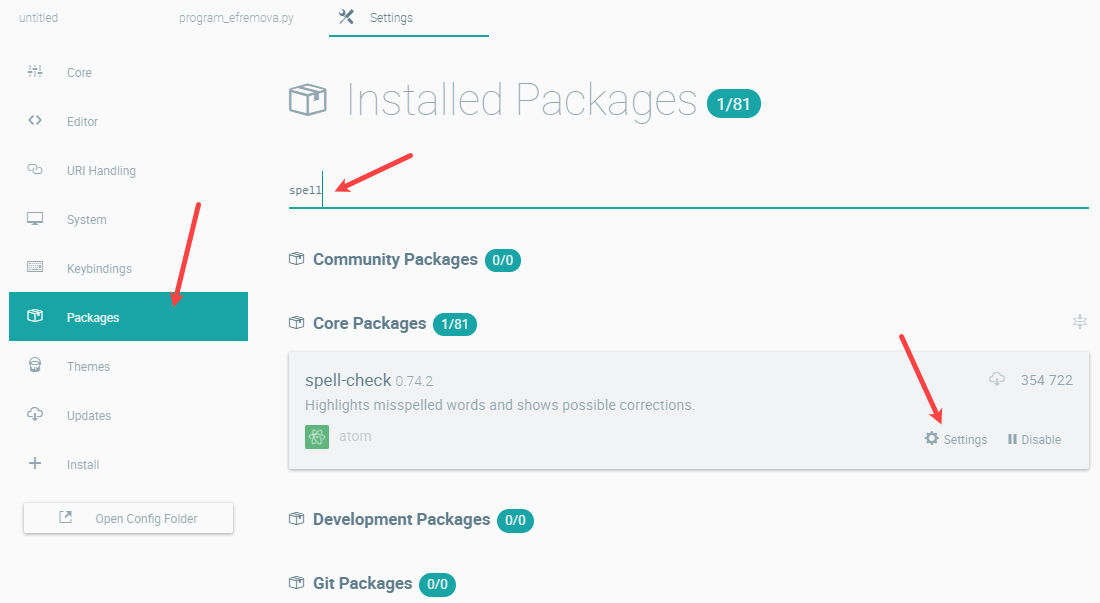 untitled
program_efremova.py
Settings
Core
Editor
URI Handling
System
Keybindings
Packages
Themes
Updates
Install
Open Config Folder
Installed Packages 1/81
spell
Community Packages 0/0
Core Packages 1/81
spell-check 0.74.2
354 722
Highlights misspelled words and shows possible corrections.
atom
Settings
Disable
Development Packages 0/0
Git Packages 0/0